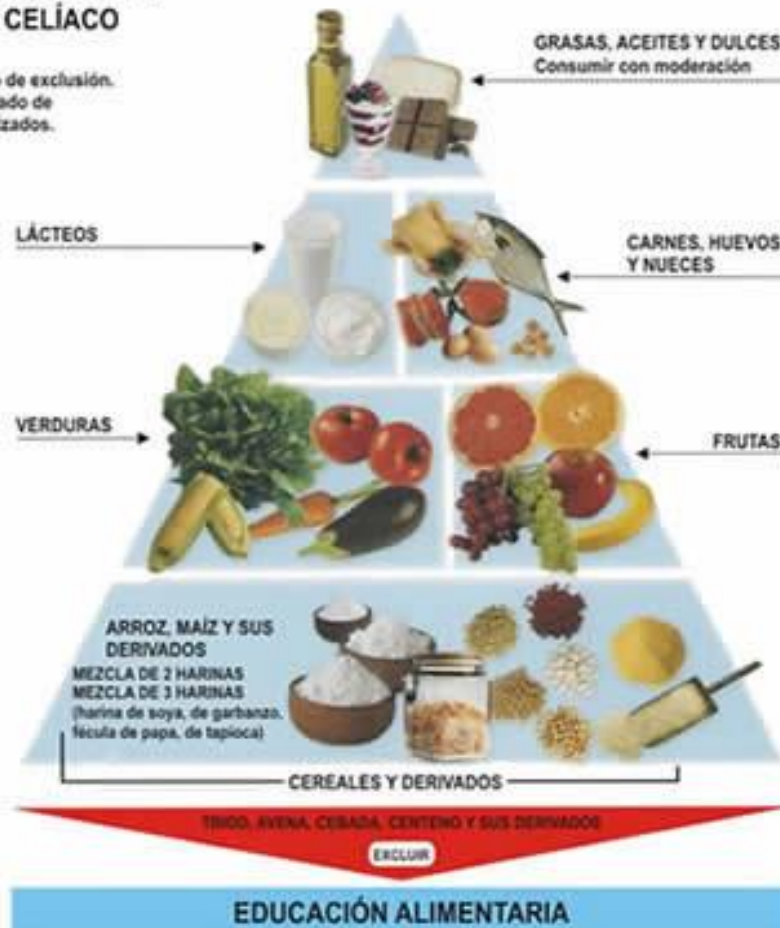 CELÍACO
de exclusión.
ado de
zados.
GRASAS, ACEITES Y DULCES
Consumir con moderación
LÁCTEOS
CARNES, HUEVOS
Y NUECES
VERDURAS
FRUTAS
ARROZ, MAÍZ Y SUS
DERIVADOS
MEZCLA DE 2 HARINAS
MEZCLA DE 3 HARINAS
(harina de soya, de garbanzo,
fécula de papa, de tapioca)
CEREALES Y DERIVADOS
TRIGO, AVENA, CEBADA, CENTENO Y SUS DERIVADOS
EXCLUIR
EDUCACIÓN ALIMENTARIA